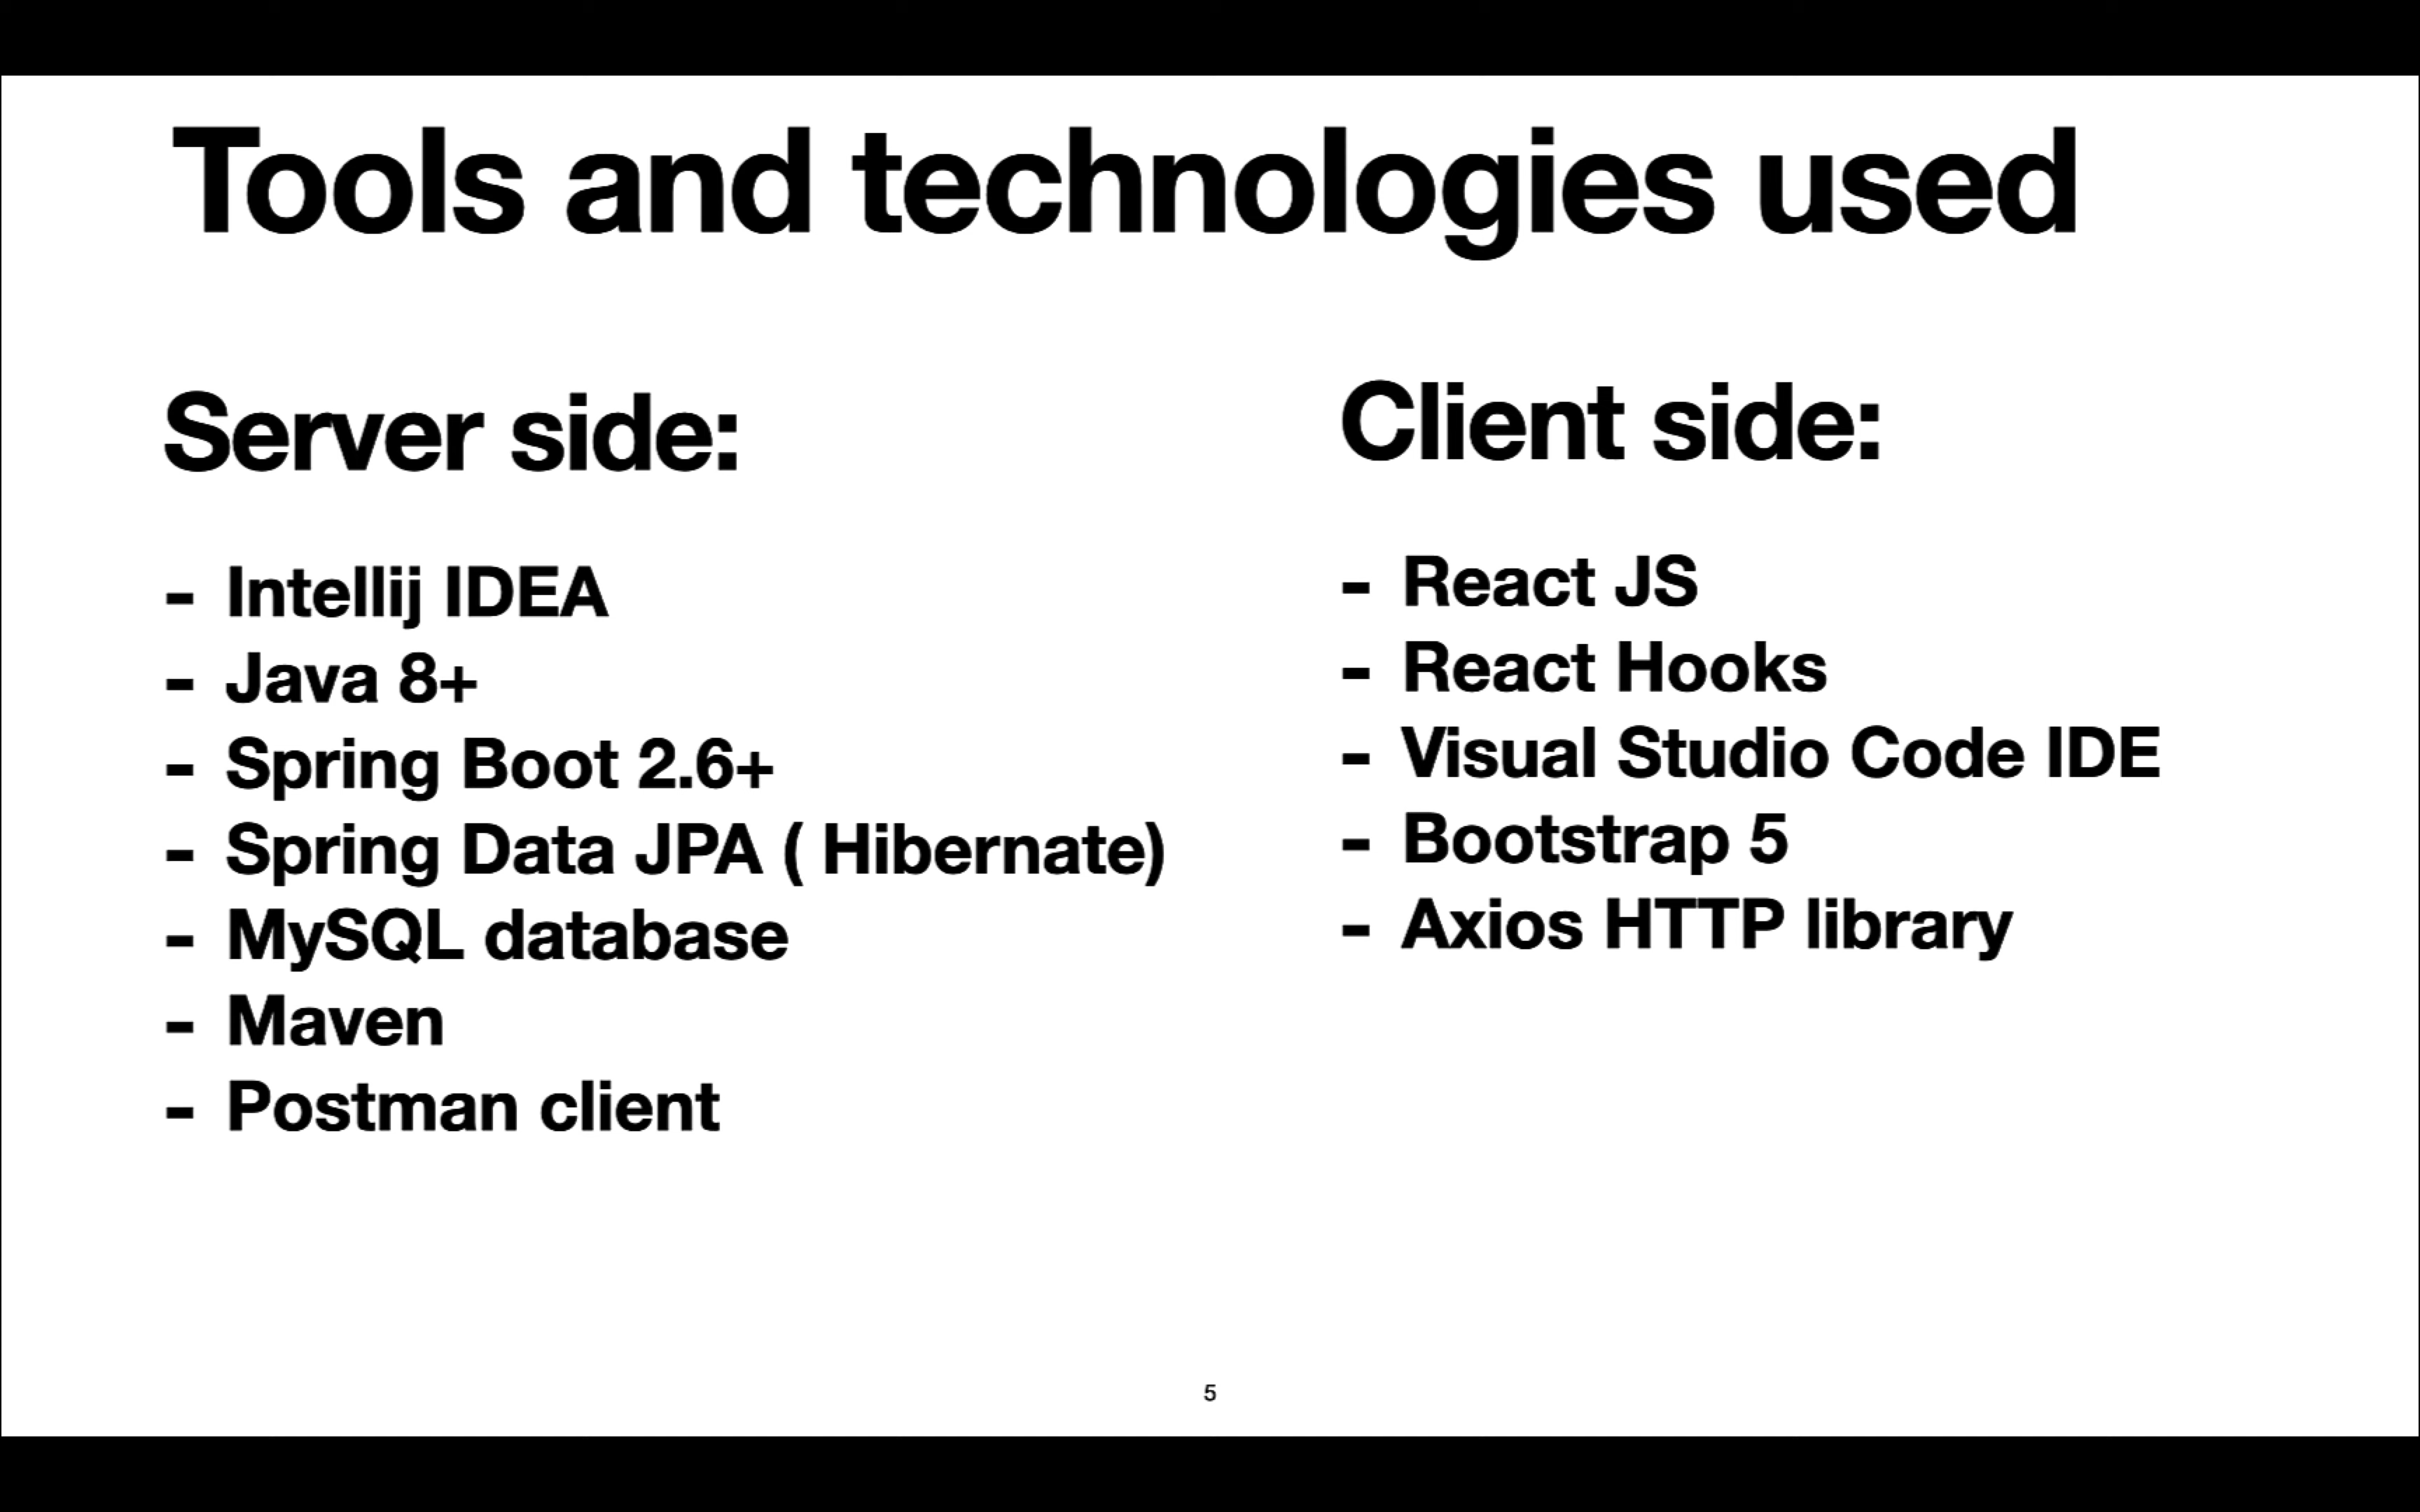 Tools and technologies used
Server side:
- Intellij IDEA
- Java 8+
- Spring Boot 2.6+
- Spring Data JPA ( Hibernate)
- MySQL database
- Maven
- Postman client
Client side:
- React JS
- React Hooks
- Visual Studio Code IDE
- Bootstrap 5
- Axios HTTP library
5